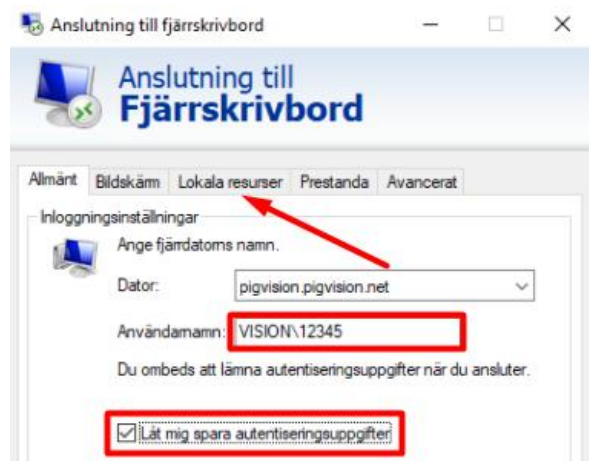 Anslutning till fjärrskrivbord
Anslutning till
Fjärrskrivbord
Allmänt Bildskärm Lokala resurser Prestanda Avancerat
Inloggningsinställningar
Ange fjärrdatorns namn.
Dator: pigvision.pigvision.net
Användarnamn: VISION\12345
Du ombeds att lämna autentiseringsuppgifter när du ansluter.
Låt mig spara autentiseringsuppgifter